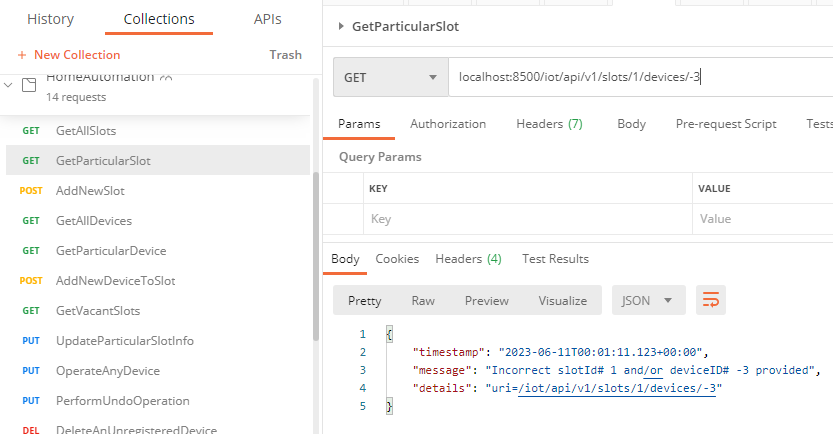 History Collections APIs
+ New Collection Trash
HomeAutomation
14 requests
GET GetAllSlots
GET GetParticularSlot
POST AddNewSlot
GET GetAllDevices
GET GetParticularDevice
POST AddNewDeviceToSlot
GET GetVacantSlots
PUT UpdateParticularSlotInfo
PUT OperateAnyDevice
PUT PerformUndoOperation
DEL DeleteAnUnregisteredDevice
GetParticularSlot
GET localhost:8500/iot/api/v1/slots/1/devices/-3
Params Authorization Headers (7) Body Pre-request Script Tests
Query Params
KEY VALUE
Key Value
Body Cookies Headers (4) Test Results
Pretty Raw Preview Visualize JSON
1 {
2 "timestamp": "2023-06-11T00:01:11.123+00:00",
3 "message": "Incorrect slotId# 1 and/or deviceID# -3 provided",
4 "details": "uri=/iot/api/v1/slots/1/devices/-3"
5 }